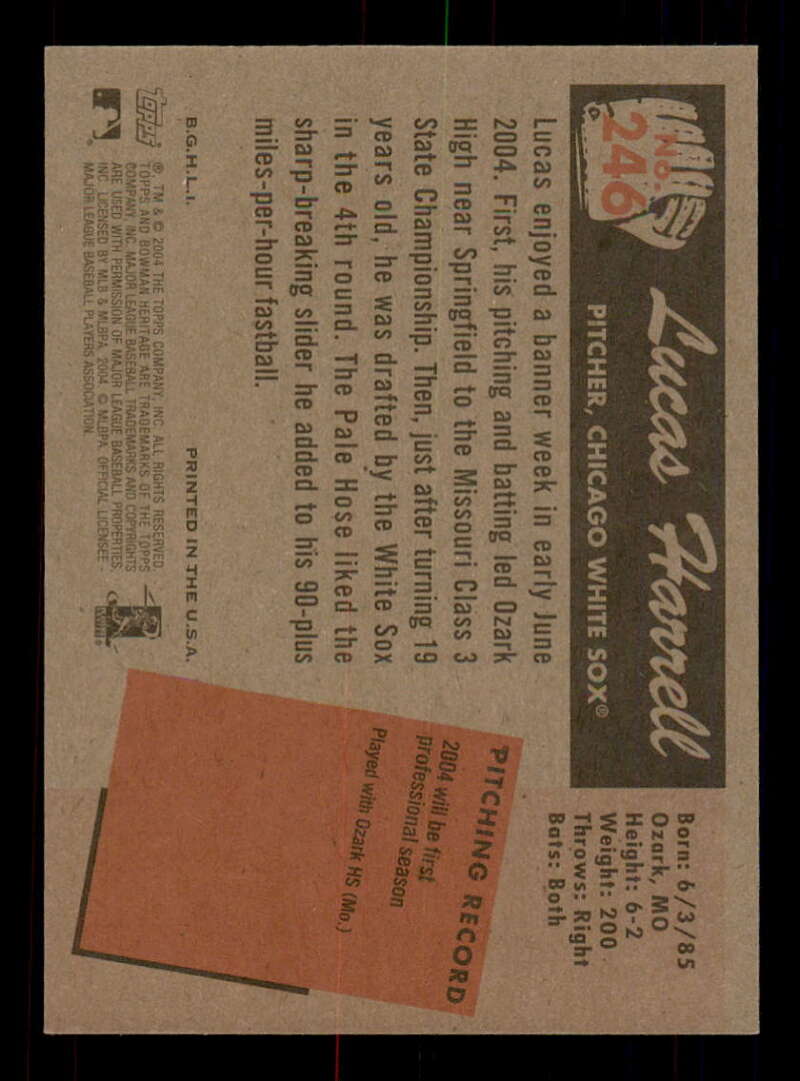 No.
246
Lucas Harrell
PITCHER, CHICAGO WHITE SOX®
Born: 6/3/85
Ozark, MO
Height: 6-2
Weight: 200
Throws: Right
Bats: Both
Lucas enjoyed a banner week in early June
2004. First, his pitching and batting led Ozark
High near Springfield to the Missouri Class 3
State Championship. Then, just after turning 19
years old, he was drafted by the White Sox
in the 4th round. The Pale Hose liked the
sharp-breaking slider he added to his 90-plus
miles-per-hour fastball.
PITCHING RECORD
2004 will be first
professional season
Played with Ozark HS (Mo.)
B.G.H.L.I.
PRINTED IN THE U.S.A.
TOPPS
®, TM & © 2004 THE TOPPS COMPANY, INC. ALL RIGHTS RESERVED.
TOPPS AND BOWMAN HERITAGE ARE TRADEMARKS OF THE TOPPS
COMPANY, INC. MAJOR LEAGUE BASEBALL TRADEMARKS AND COPYRIGHTS
ARE USED WITH PERMISSION OF MAJOR LEAGUE BASEBALL PROPERTIES,
INC. LICENSED BY MLB & MLBPA, 2004. © MLBPA. OFFICIAL LICENSEE -
MAJOR LEAGUE BASEBALL PLAYERS ASSOCIATION.